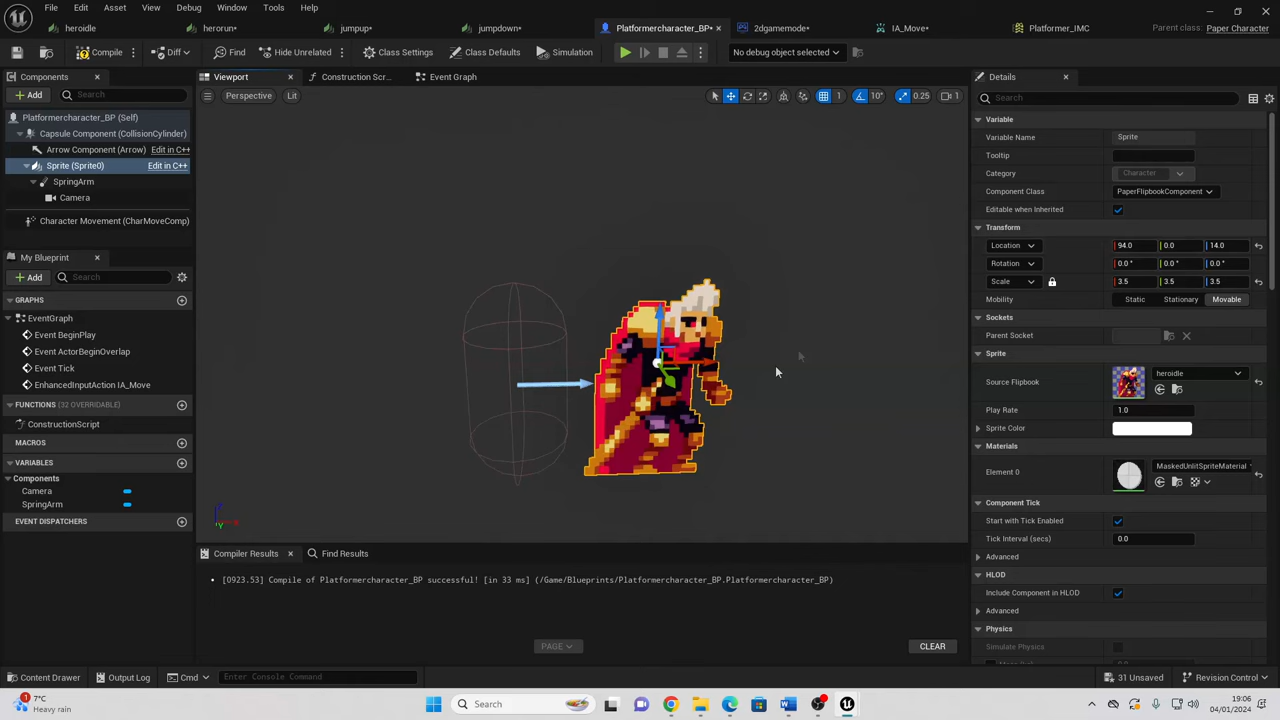 File Edit Asset View Debug Window Tools Help
heroidle
herorun*
jumpup*
jumpdown*
Platformercharacter_BP*
2dgamemode*
IA_Move*
Platformer_IMC
Parent class: Paper Character
Compile
Diff
Find
Hide Unrelated
Class Settings
Class Defaults
Simulation
No debug object selected
Components
Viewport
Construction Scr...
Event Graph
Details
+ Add
Search
Perspective
Lit
1
10°
0.25
1
Search
Platformercharacter_BP (Self)
Capsule Component (CollisionCylinder)
Arrow Component (Arrow) Edit in C++
Sprite (Sprite0) Edit in C++
SpringArm
Camera
Character Movement (CharMoveComp)
My Blueprint
+ Add
Search
GRAPHS
EventGraph
Event BeginPlay
Event ActorBeginOverlap
Event Tick
EnhancedInputAction IA_Move
FUNCTIONS (32 OVERRIDABLE)
ConstructionScript
MACROS
VARIABLES
Components
Camera
SpringArm
EVENT DISPATCHERS
Variable
Variable Name Sprite
Tooltip
Category Character
Component Class PaperFlipbookComponent
Editable when Inherited
Transform
Location 94.0 0.0 14.0
Rotation 0.0 ° 0.0 ° 0.0 °
Scale 3.5 3.5 3.5
Mobility Static Stationary Movable
Sockets
Parent Socket
Sprite
Source Flipbook heroidle
Play Rate 1.0
Sprite Color
Materials
Element 0 MaskedUnlitSpriteMaterial
Component Tick
Start with Tick Enabled
Tick Interval (secs) 0.0
Advanced
HLOD
Include Component in HLOD
Advanced
Physics
Simulate Physics
Compiler Results
Find Results
[0923.53] Compile of Platformercharacter_BP successful! [in 33 ms] (/Game/Blueprints/Platformercharacter_BP.Platformercharacter_BP)
PAGE
CLEAR
Content Drawer
Output Log
Cmd
Enter Console Command
31 Unsaved
Revision Control
7°C
Heavy rain
Search
19:06
04/01/2024